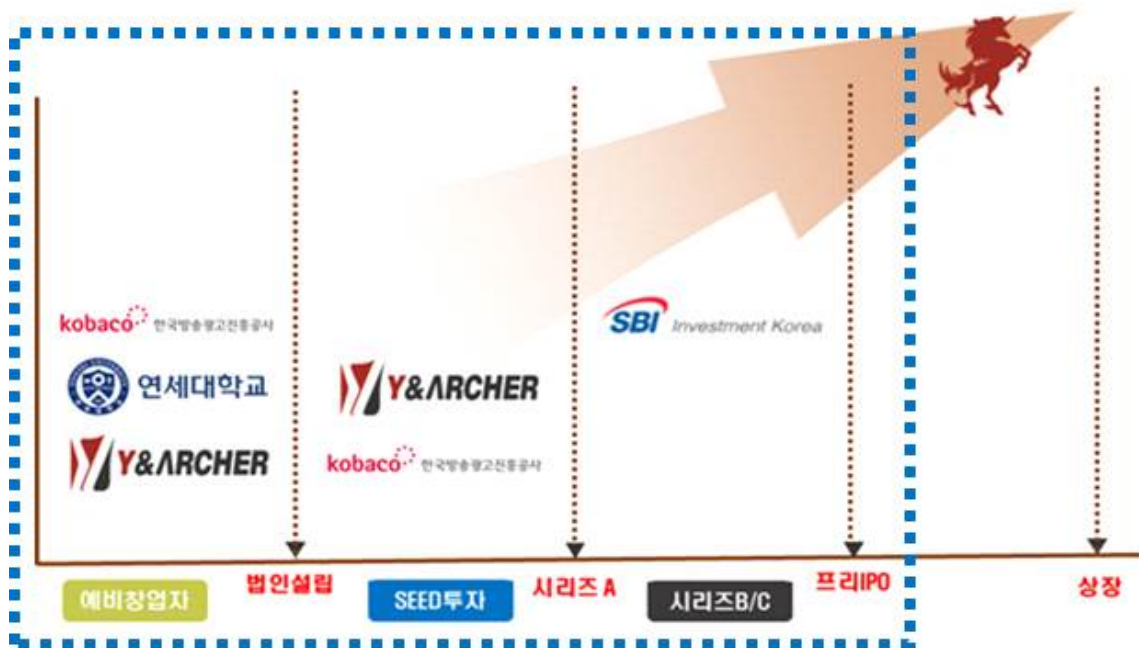 kobaco 한국방송광고진흥공사
연세대학교
Y&ARCHER
Y&ARCHER
kobaco 한국방송광고진흥공사
SBI Investment Korea
예비창업자
법인설립
SEED투자
시리즈 A
시리즈B/C
프리IPO
상장